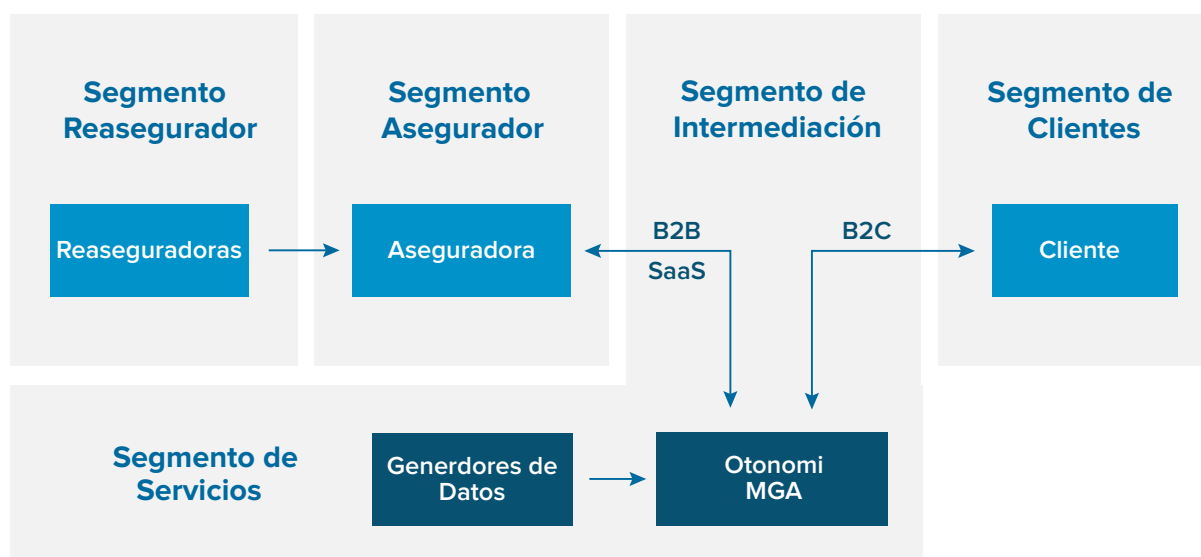 Segmento
Reasegurador
Segmento
Asegurador
Segmento de
Intermediación
Segmento de
Clientes
Reaseguradoras
Aseguradora
B2B
SaaS
B2C
Cliente
Segmento de
Servicios
Generdores de
Datos
Otonomi
MGA